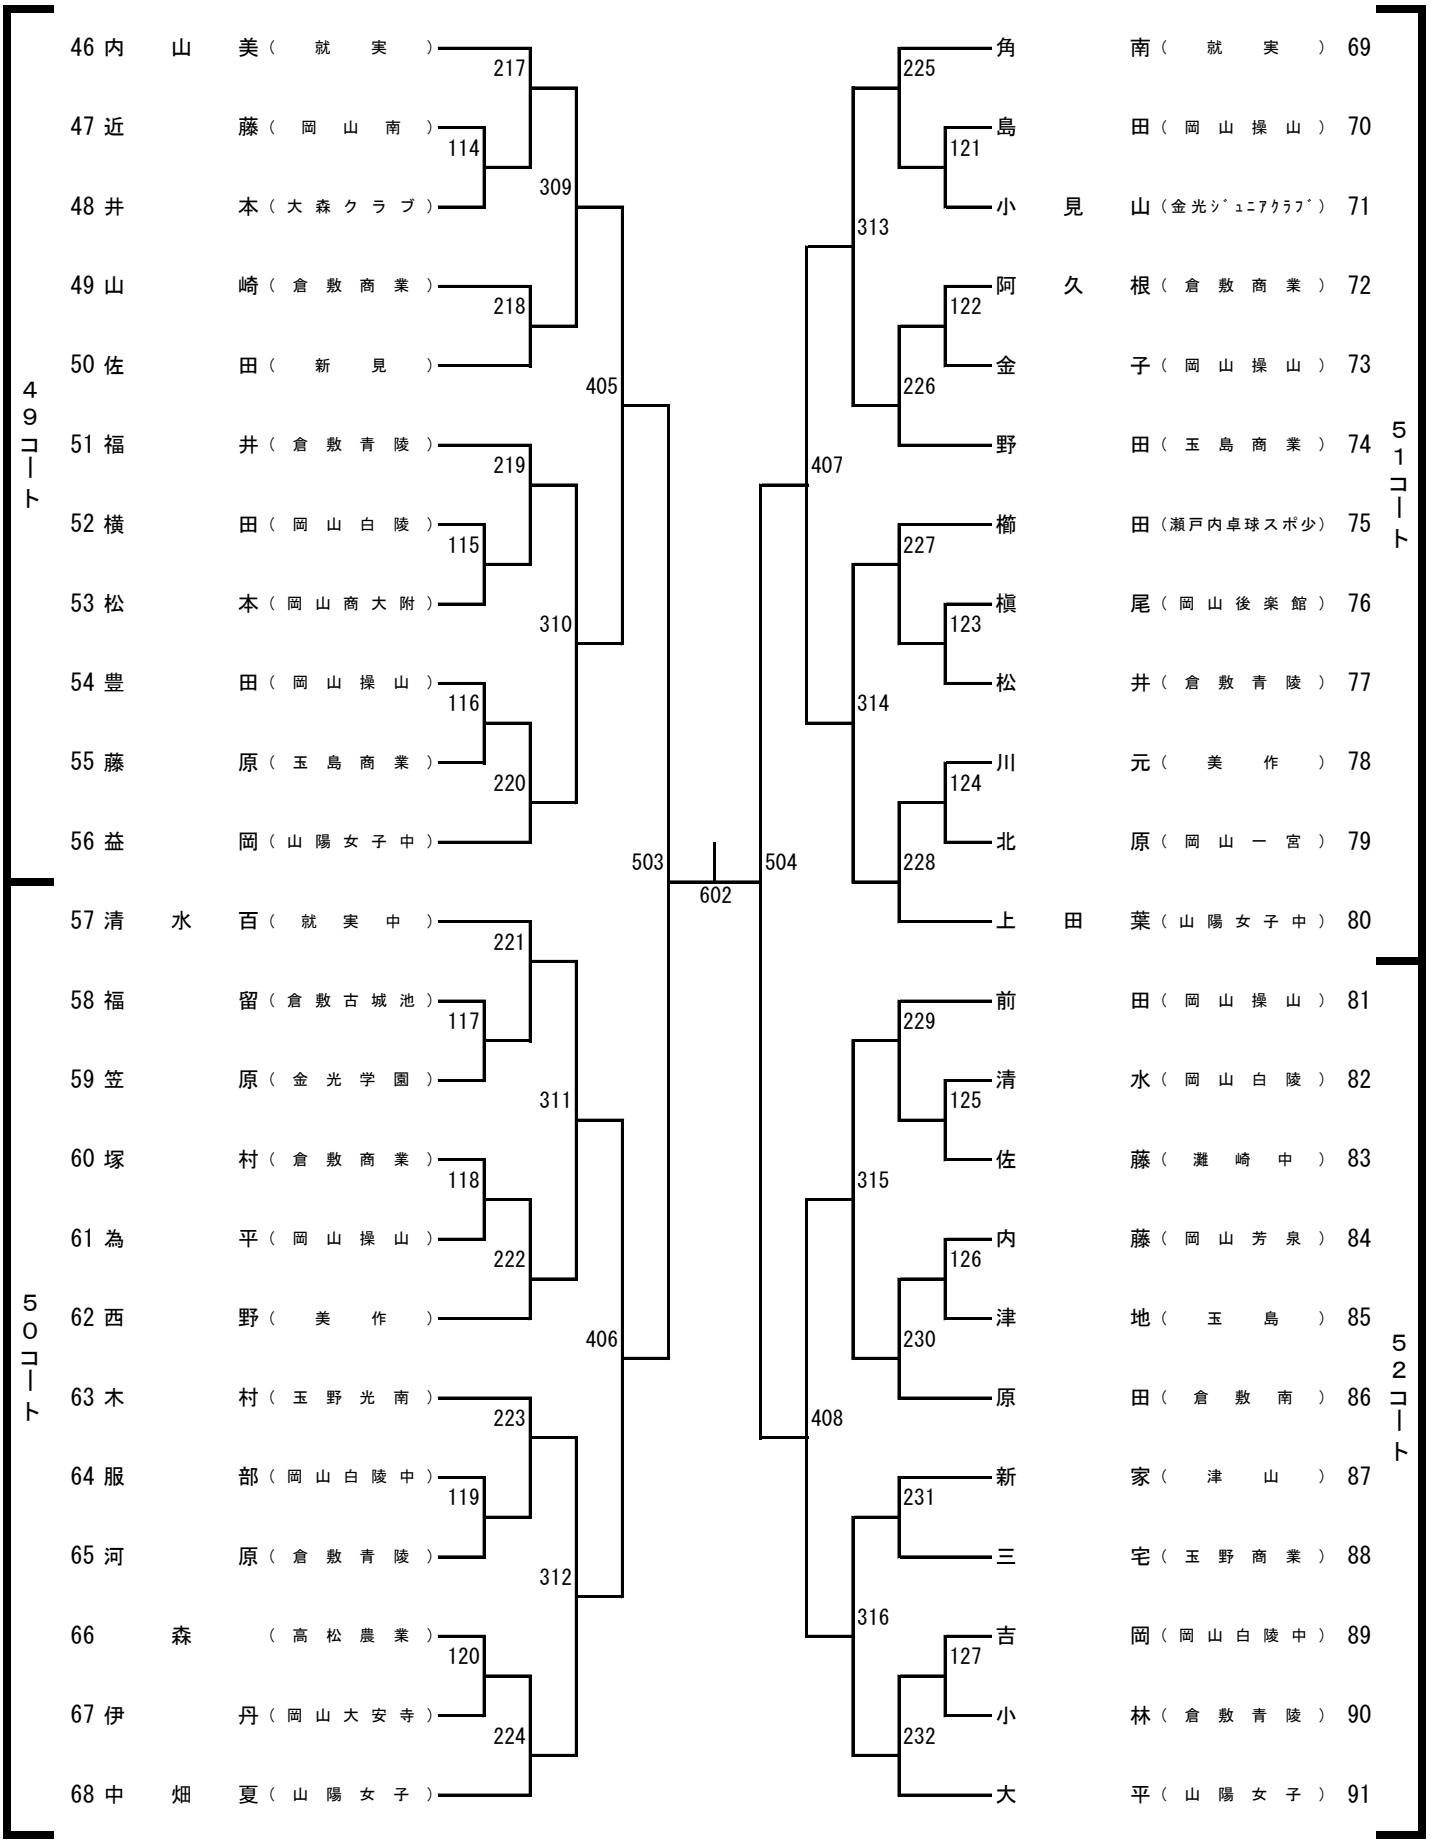 49コート
46 内山美(就実)
217
47 近藤(岡山南)
114
48 井本(大森クラブ)
309
49 山崎(倉敷商業)
218
50 佐田(新見)
405
51 福井(倉敷青陵)
219
52 横田(岡山白陵)
115
53 松本(岡山商大附)
310
54 豊田(岡山操山)
116
55 藤原(玉島商業)
220
56 益岡(山陽女子中)
503
50コート
57 清水百(就実中)
221
58 福留(倉敷古城池)
117
59 笠原(金光学園)
311
60 塚村(倉敷商業)
118
61 為平(岡山操山)
222
62 西野(美作)
406
63 木村(玉野光南)
223
64 服部(岡山白陵中)
119
65 河原(倉敷青陵)
312
66 森(高松農業)
120
67 伊丹(岡山大安寺)
224
68 中畑夏(山陽女子)
602
51コート
角南(就実) 69
225
島田(岡山操山) 70
121
小見山(金光ジュニアクラブ) 71
313
阿久根(倉敷商業) 72
122
金子(岡山操山) 73
226
野田(玉島商業) 74
407
櫛田(瀬戸内卓球スポ少) 75
227
槇尾(岡山後楽館) 76
123
松井(倉敷青陵) 77
314
川元(美作) 78
124
北原(岡山一宮) 79
228
504
上田葉(山陽女子中) 80
52コート
前田(岡山操山) 81
229
清水(岡山白陵) 82
125
佐藤(灘崎中) 83
315
内藤(岡山芳泉) 84
126
津地(玉島) 85
230
原田(倉敷南) 86
408
新家(津山) 87
231
三宅(玉野商業) 88
316
吉岡(岡山白陵中) 89
127
小林(倉敷青陵) 90
232
大平(山陽女子) 91